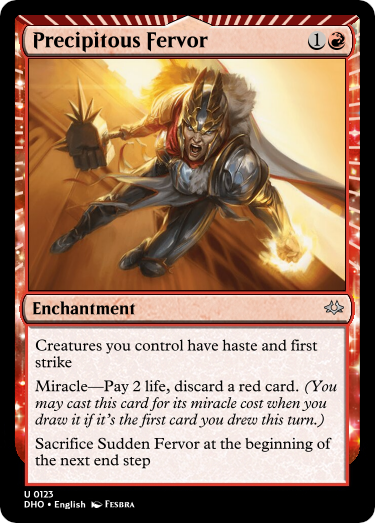 Precipitous Fervor 1
Enchantment
Creatures you control have haste and first
strike
Miracle—Pay 2 life, discard a red card. (You
may cast this card for its miracle cost when you
draw it if it's the first card you drew this turn.)
Sacrifice Sudden Fervor at the beginning of
the next end step
U 0123
DHO • English FESBRA